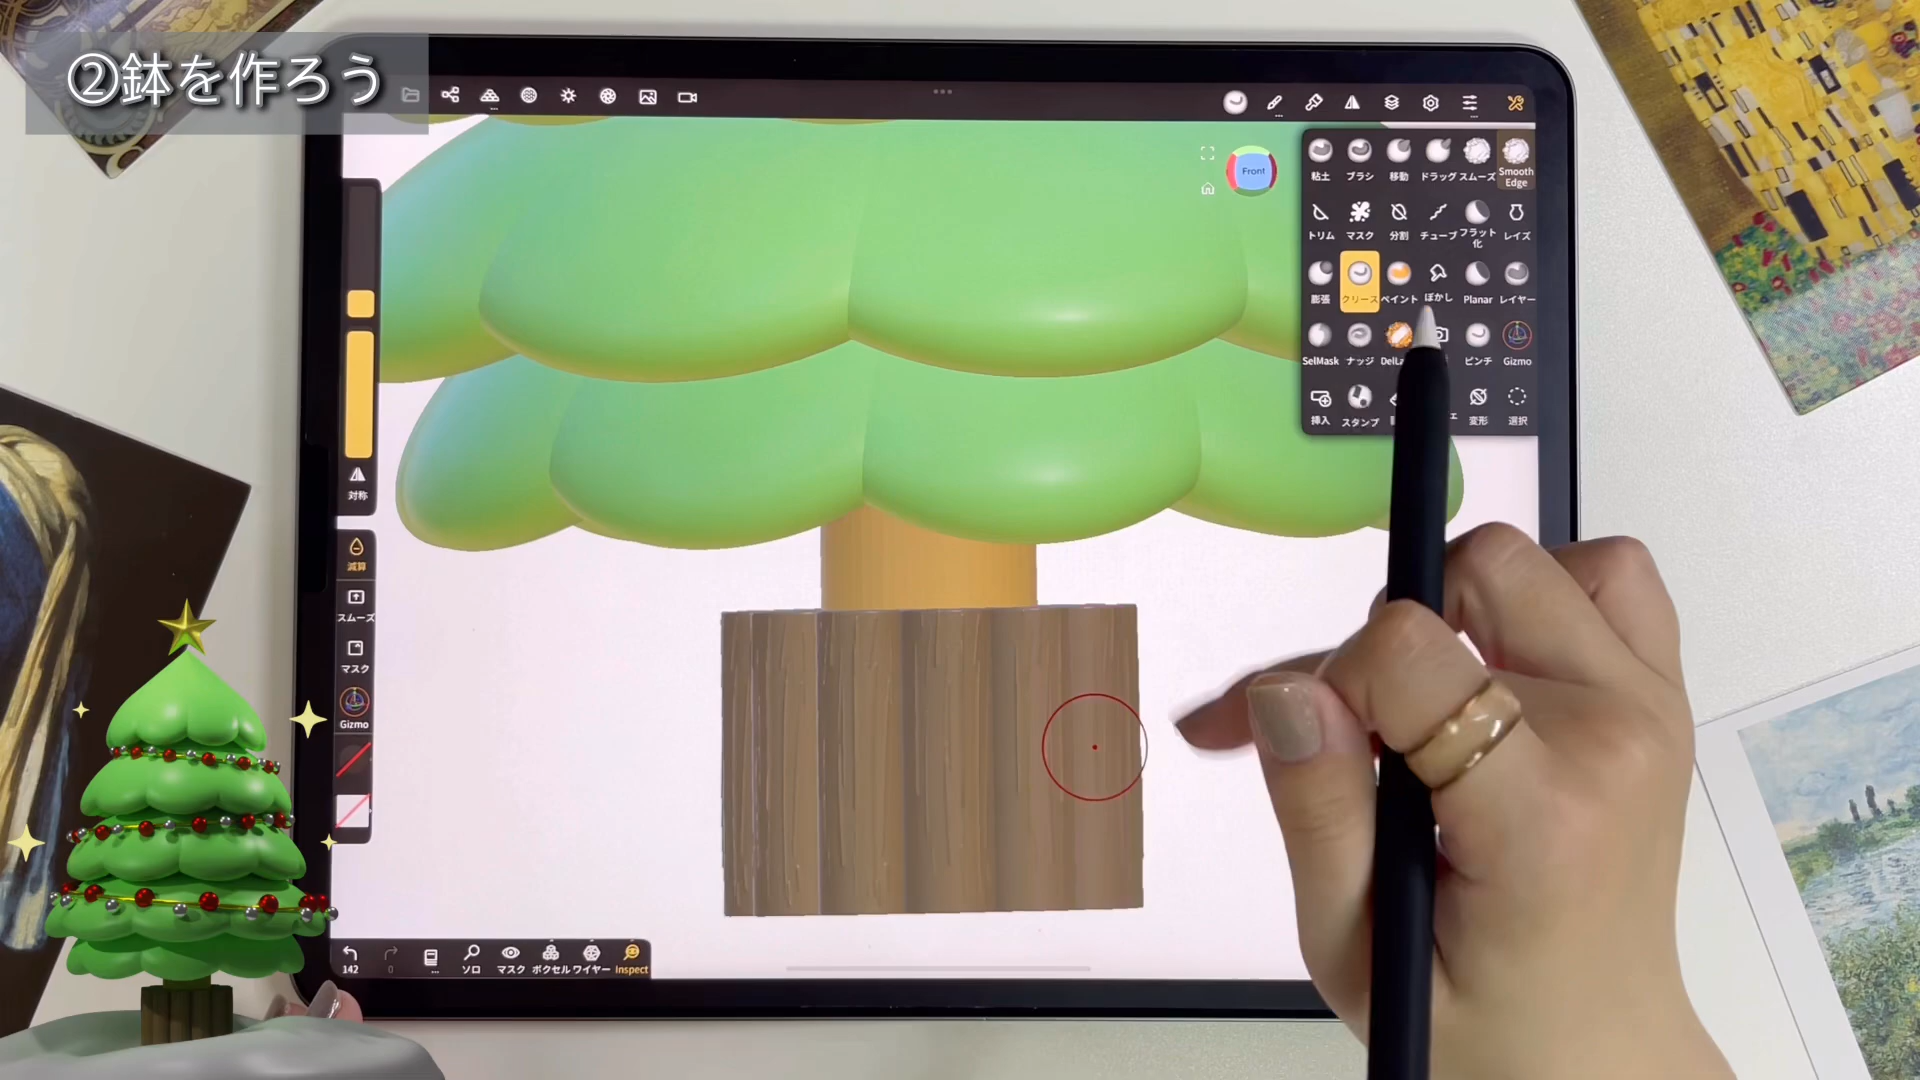 ②鉢を作ろう
Front
粘土 ブラシ 移動 ドラッグ スムーズ Smooth Edge
トリム マスク 分割 チューブ フラット化 レイズ
膨張 クリース ペイント ぼかし Planar レイヤー
SelMask ナッジ ピンチ Gizmo
挿入 スタンプ 変形 選択
対称
減算
スムーズ
マスク
Gizmo
142 0 ソロ マスク ボクセル ワイヤー Inspect